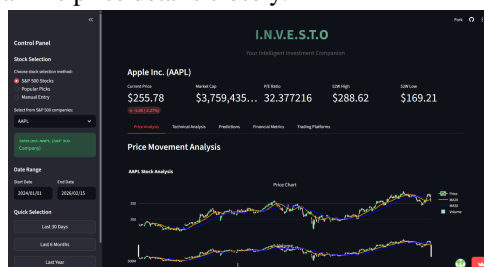 Fork
I.N.V.E.S.T.O
Your Intelligent Investment Companion
Control Panel
Stock Selection
Choose stock selection method:
S&P 500 Stocks
Popular Picks
Manual Entry
Select from S&P 500 companies:
AAPL
Selected: AAPL (S&P 500
Company)
Date Range
Start Date End Date
2024/01/01 2026/02/15
Quick Selection
Last 30 Days
Last 6 Months
Last Year
Apple Inc. (AAPL)
Current Price Market Cap P/E Ratio 52W High 52W Low
$255.78 $3,759,435... 32.377216 $288.62 $169.21
Price Analysis Technical Analysis Predictions Financial Metrics Trading Platforms
Price Movement Analysis
AAPL Stock Analysis
Price Chart
Price
MA20
MA50
Volume